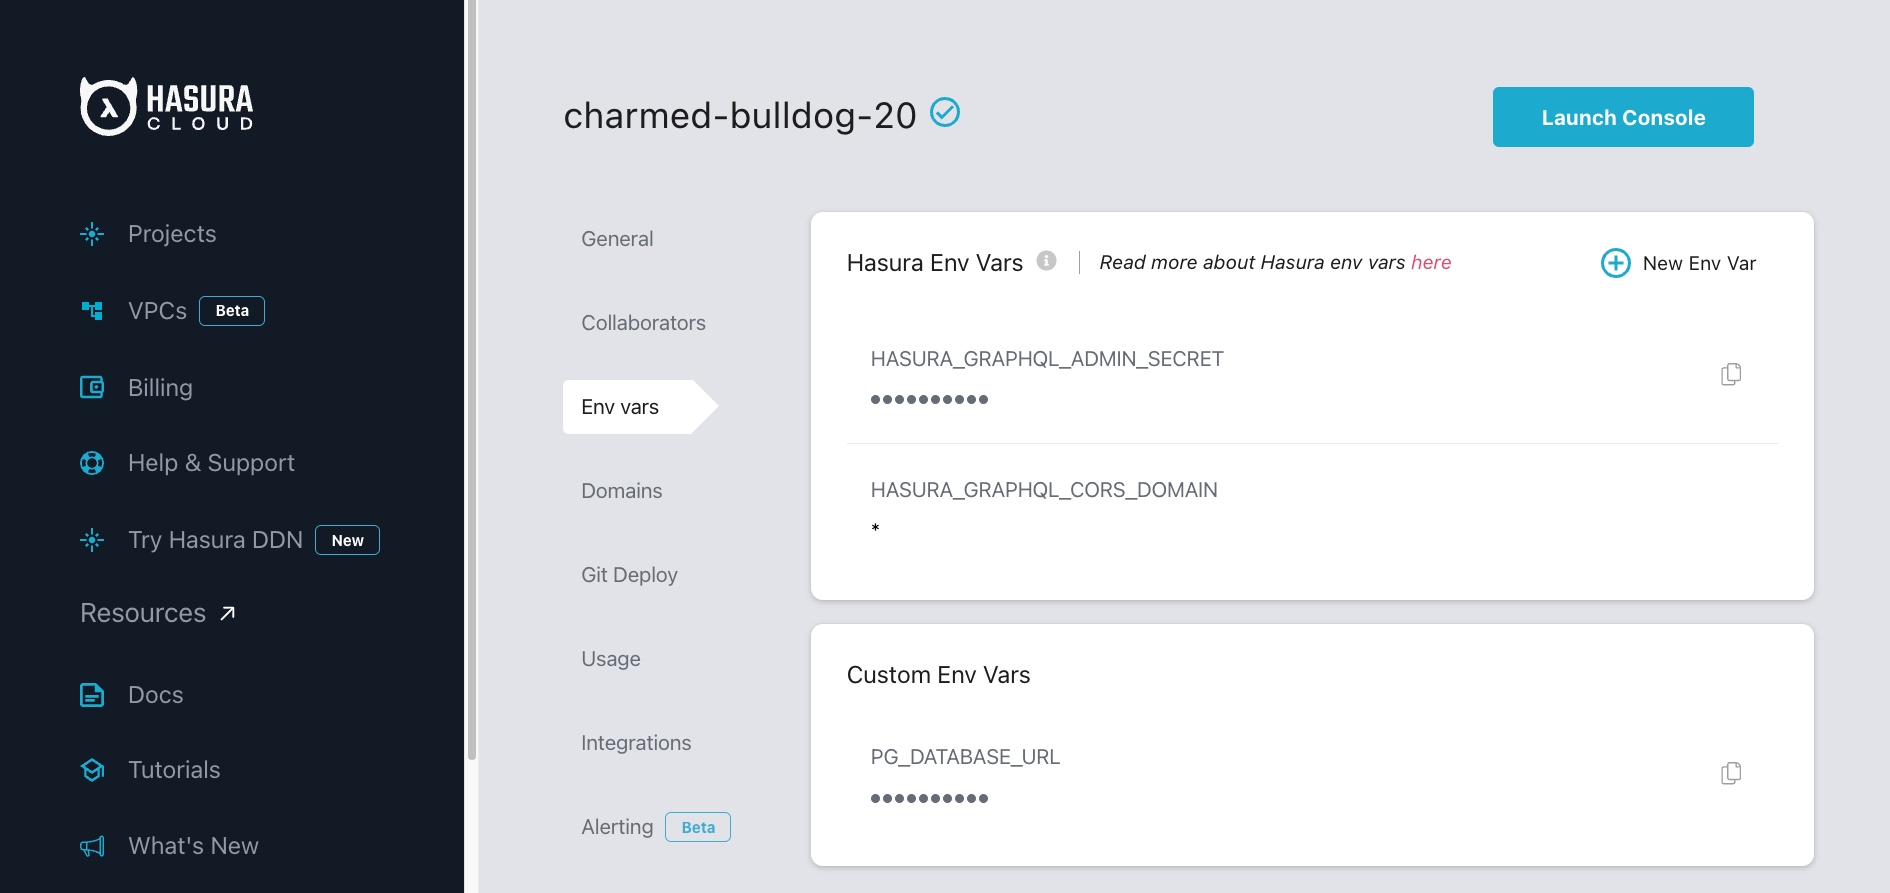 HASURA
CLOUD
Projects
VPCs Beta
Billing
Help & Support
Try Hasura DDN New
Resources
Docs
Tutorials
What's New
charmed-bulldog-20
Launch Console
General
Collaborators
Env vars
Domains
Git Deploy
Usage
Integrations
Alerting Beta
Hasura Env Vars Read more about Hasura env vars here New Env Var
HASURA_GRAPHQL_ADMIN_SECRET
••••••••••
HASURA_GRAPHQL_CORS_DOMAIN
*
Custom Env Vars
PG_DATABASE_URL
••••••••••